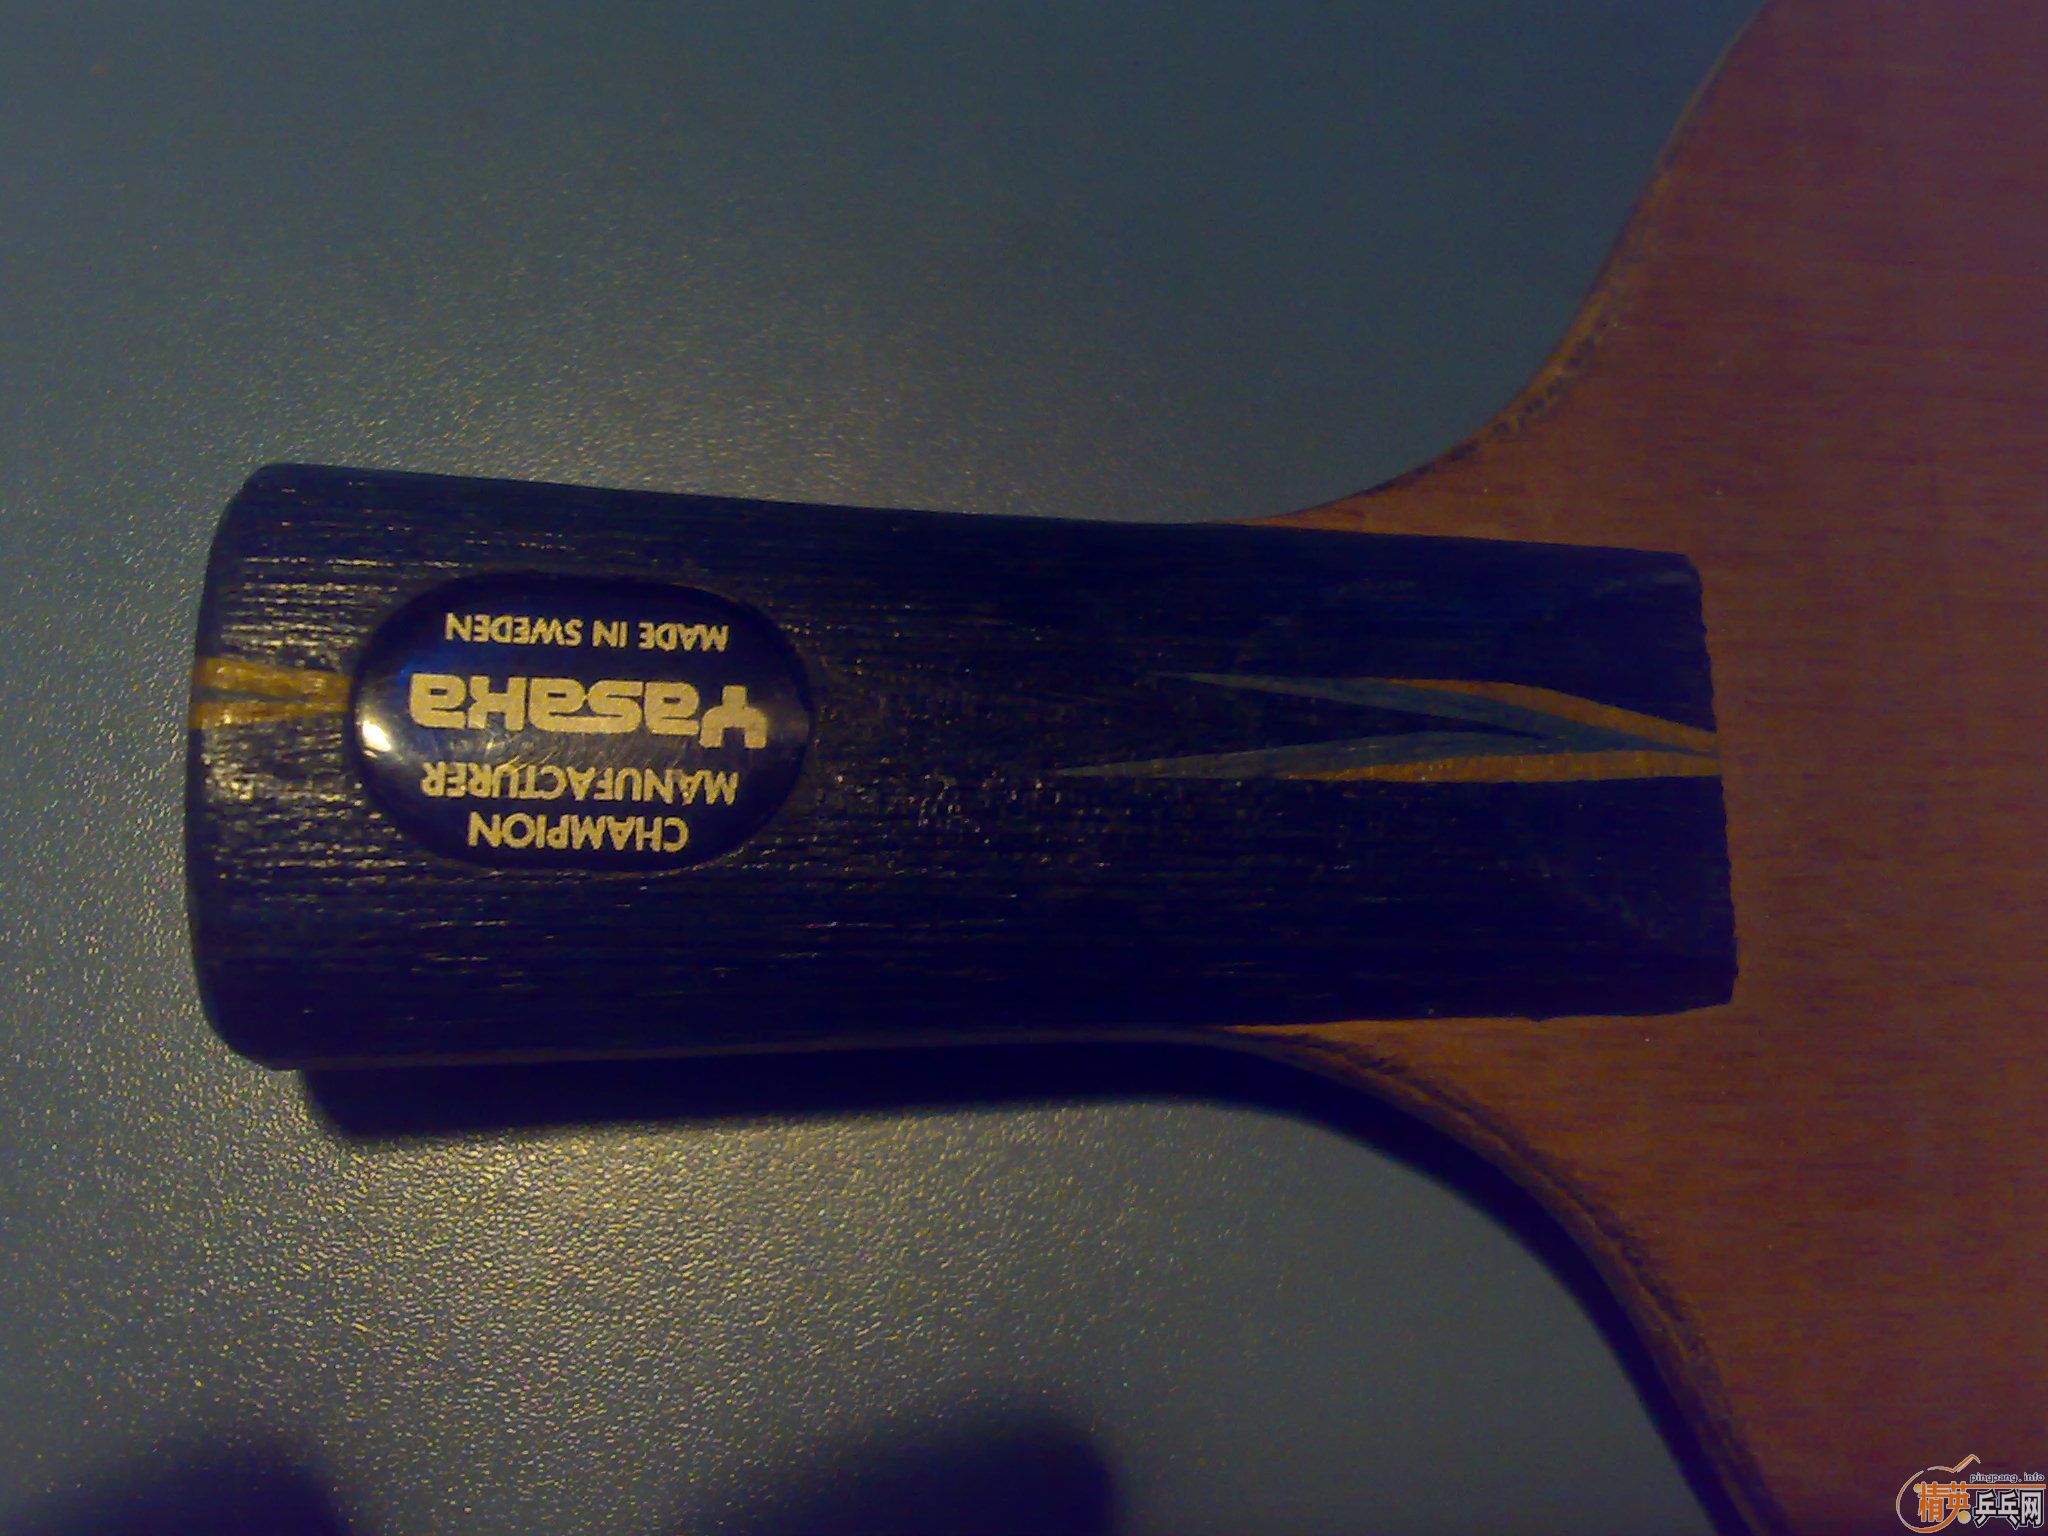 CHAMPION
MANUFACTURER
Yasaka
MADE IN SWEDEN
pingpang.info
精英乒乓网